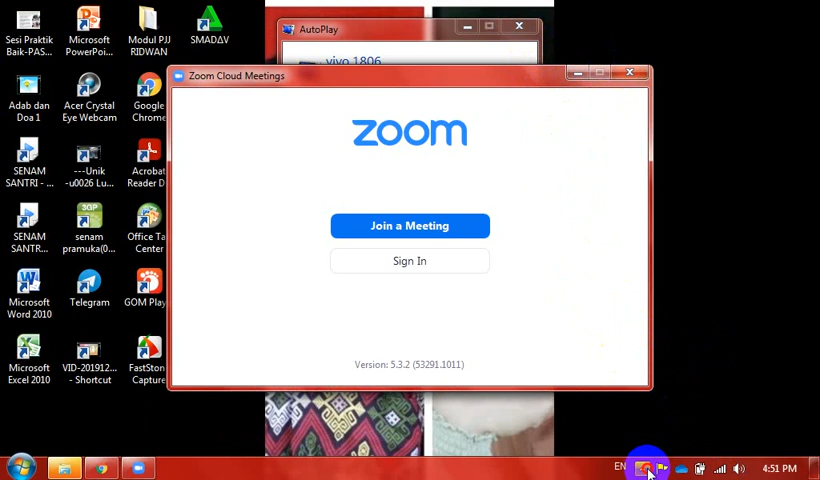 Sesi Praktik
Baik-PAS...
Microsoft
PowerPoi...
Modul PJJ
RIDWAN
SMADΔV
Adab dan
Doa 1
Acer Crystal
Eye Webcam
Google
Chrome
SENAM
SANTRI - ...
---Unik
-u0026 Lu...
Acrobat
Reader D
SENAM
SANTR...
3GP
senam
pramuka(0...
Office Ta
Center
Microsoft
Word 2010
Telegram
GOM Play
Microsoft
Excel 2010
VID-201912...
- Shortcut
FastSton
Capture
AutoPlay
vivo 1806
Zoom Cloud Meetings
zoom
Join a Meeting
Sign In
Version: 5.3.2 (53291.1011)
EN
4:51 PM